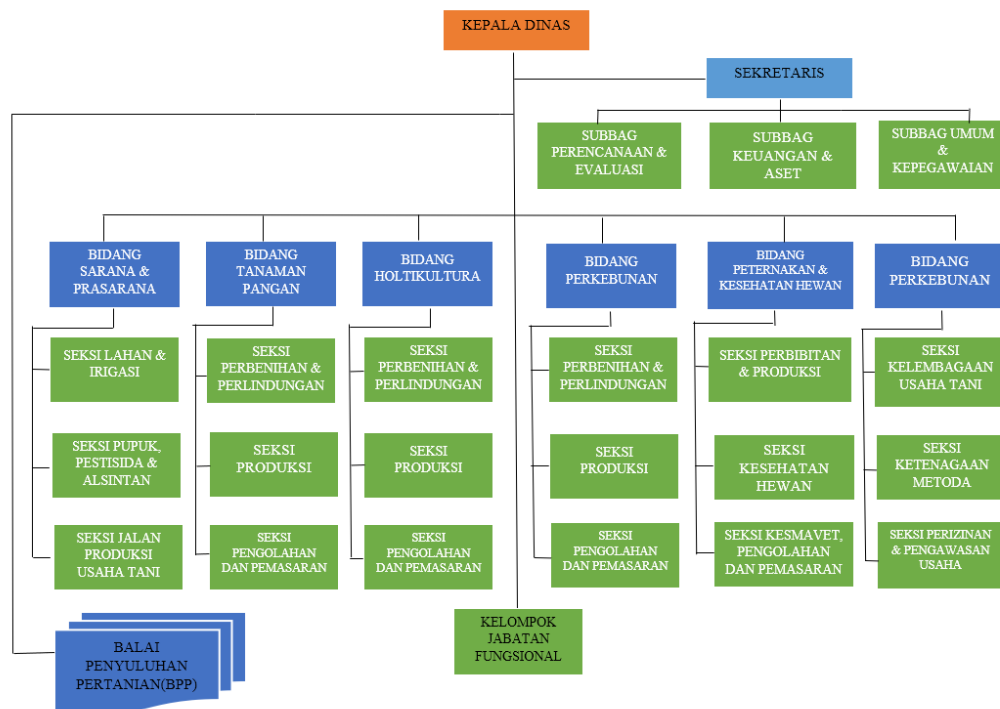 KEPALA DINAS
SEKRETARIS
SUBBAG
PERENCANAAN &
EVALUASI
SUBBAG
KEUANGAN &
ASET
SUBBAG UMUM
&
KEPEGAWAIAN
BIDANG
SARANA &
PRASARANA
BIDANG
TANAMAN
PANGAN
BIDANG
HOLTIKULTURA
BIDANG
PERKEBUNAN
BIDANG
PETERNAKAN &
KESEHATAN HEWAN
BIDANG
PERKEBUNAN
SEKSI LAHAN &
IRIGASI
SEKSI
PERBENIHAN &
PERLINDUNGAN
SEKSI
PERBENIHAN &
PERLINDUNGAN
SEKSI
PERBENIHAN &
PERLINDUNGAN
SEKSI PERBIBITAN
& PRODUKSI
SEKSI
KELEMBAGAAN
USAHA TANI
SEKSI PUPUK,
PESTISIDA &
ALSINTAN
SEKSI
PRODUKSI
SEKSI
PRODUKSI
SEKSI
PRODUKSI
SEKSI
KESEHATAN
HEWAN
SEKSI
KETENAGAAN
METODA
SEKSI JALAN
PRODUKSI
USAHA TANI
SEKSI
PENGOLAHAN
DAN PEMASARAN
SEKSI
PENGOLAHAN
DAN PEMASARAN
SEKSI
PENGOLAHAN
DAN PEMASARAN
SEKSI KESMAVET,
PENGOLAHAN
DAN PEMASARAN
SEKSI PERIZINAN
& PENGAWASAN
USAHA
BALAI
PENYULUHAN
PERTANIAN(BPP)
KELOMPOK
JABATAN
FUNGSIONAL